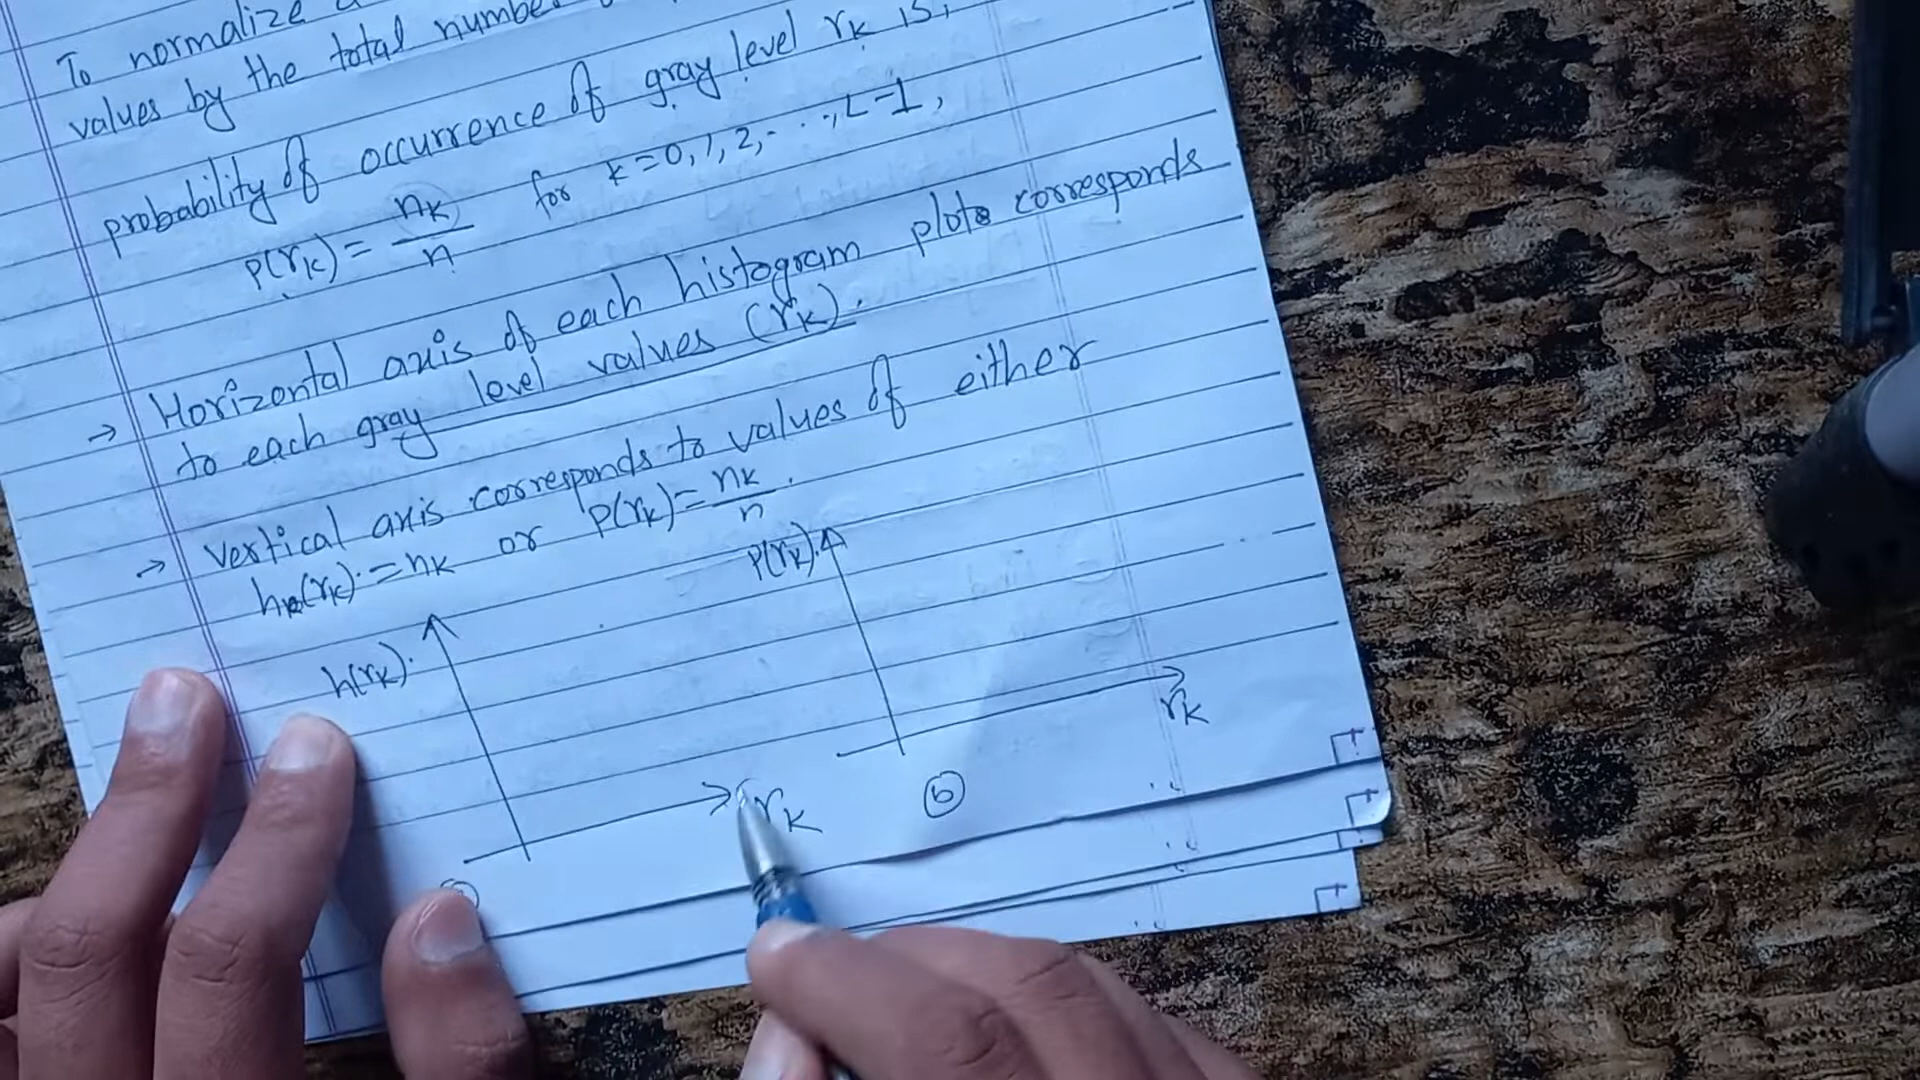 To normalize a
values by the total number
probability of occurrence of gray level rk is,
p(rk) = nk/n for k=0,1,2,...,L-1,
→ Horizontal axis of each histogram plots corresponds
to each gray level values (rk).
→ Vertical axis corresponds to values of either
h(rk) = nk or p(rk) = nk/n.
h(rk)
rk
p(rk)
rk
b